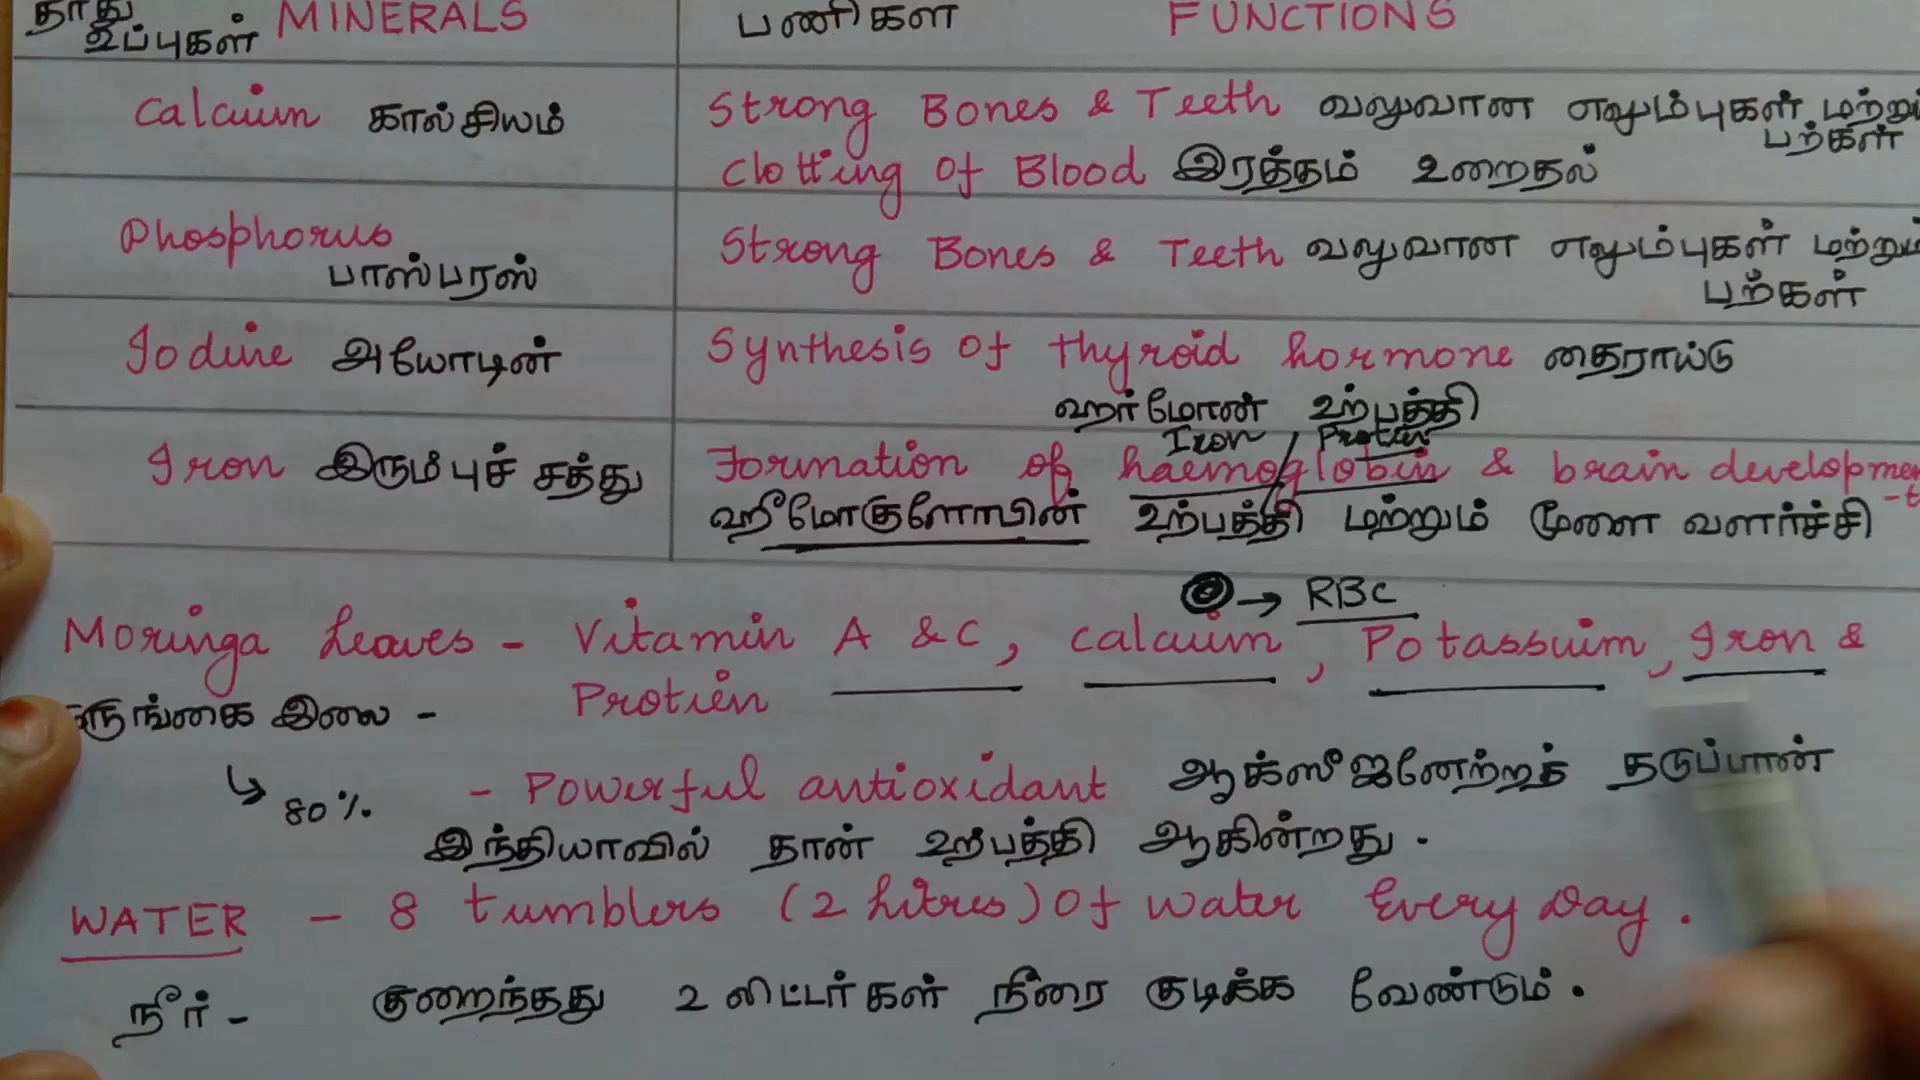 தாது உப்புகள் MINERALS பணிகள் FUNCTIONS
Calcium கால்சியம்
Strong Bones & Teeth வலுவான எலும்புகள் மற்றும் பற்கள்
Clotting of Blood இரத்தம் உறைதல்
Phosphorus
பாஸ்பரஸ்
Strong Bones & Teeth வலுவான எலும்புகள் மற்றும்
பற்கள்
Iodine அயோடின்
Synthesis of thyroid hormone தைராய்டு
ஹார்மோன் உற்பத்தி
Iron / Protein
Iron இரும்புச் சத்து
Formation of haemoglobin & brain development
ஹீமோகுளோபின் உற்பத்தி மற்றும் மூளை வளர்ச்சி
RBC
Moringa Leaves - Vitamin A & C, Calcium, Potassium, Iron &
Protien
முருங்கை இலை -
80%
- Powerful antioxidant ஆக்ஸீஜனேற்றத் தடுப்பான்
இந்தியாவில் தான் உற்பத்தி ஆகின்றது.
WATER - 8 tumblers (2 litres) Of water Every Day.
நீர் - குறைந்தது 2 லிட்டர்கள் நீரை குடிக்க வேண்டும்.